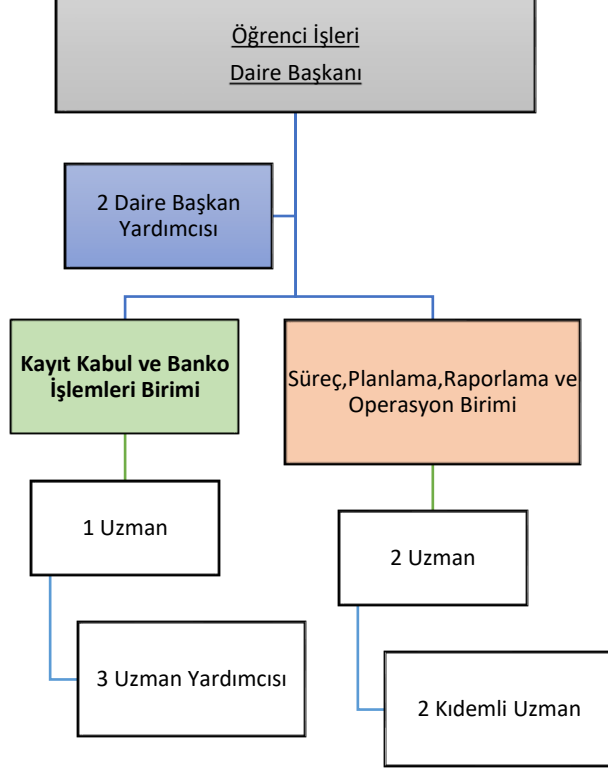 Öğrenci İşleri
Daire Başkanı
2 Daire Başkan
Yardımcısı
Kayıt Kabul ve Banko
İşlemleri Birimi
Süreç,Planlama,Raporlama ve
Operasyon Birimi
1 Uzman
2 Uzman
3 Uzman Yardımcısı
2 Kıdemli Uzman